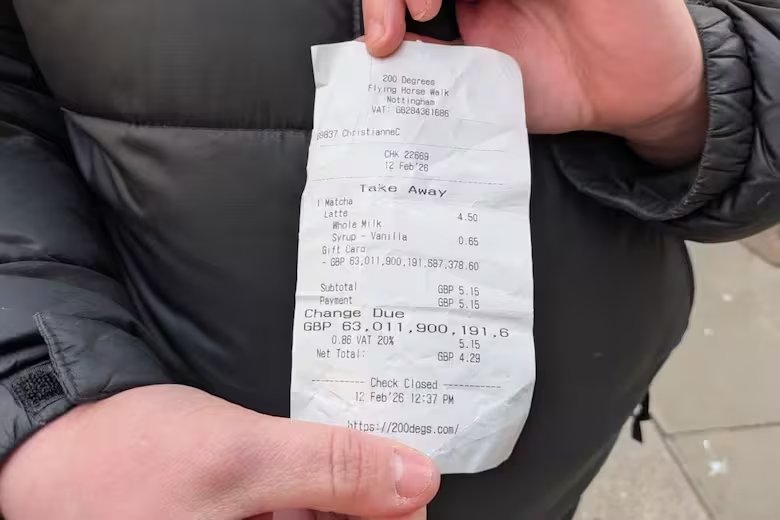 200 Degrees
Flying Horse Walk
Nottingham
VAT: GB284361686
99837 ChristianneC
CHK 22669
12 Feb'26
Take Away
1 Matcha
Latte 4.50
Whole Milk
Syrup - Vanilla 0.65
Gift Card
- GBP 63,011,900,191,687,378.60
Subtotal GBP 5.15
Payment GBP 5.15
Change Due
GBP 63,011,900,191,6
0.86 VAT 20% 5.15
Net Total: GBP 4.29
Check Closed
12 Feb'26 12:37 PM
https://200degs.com/